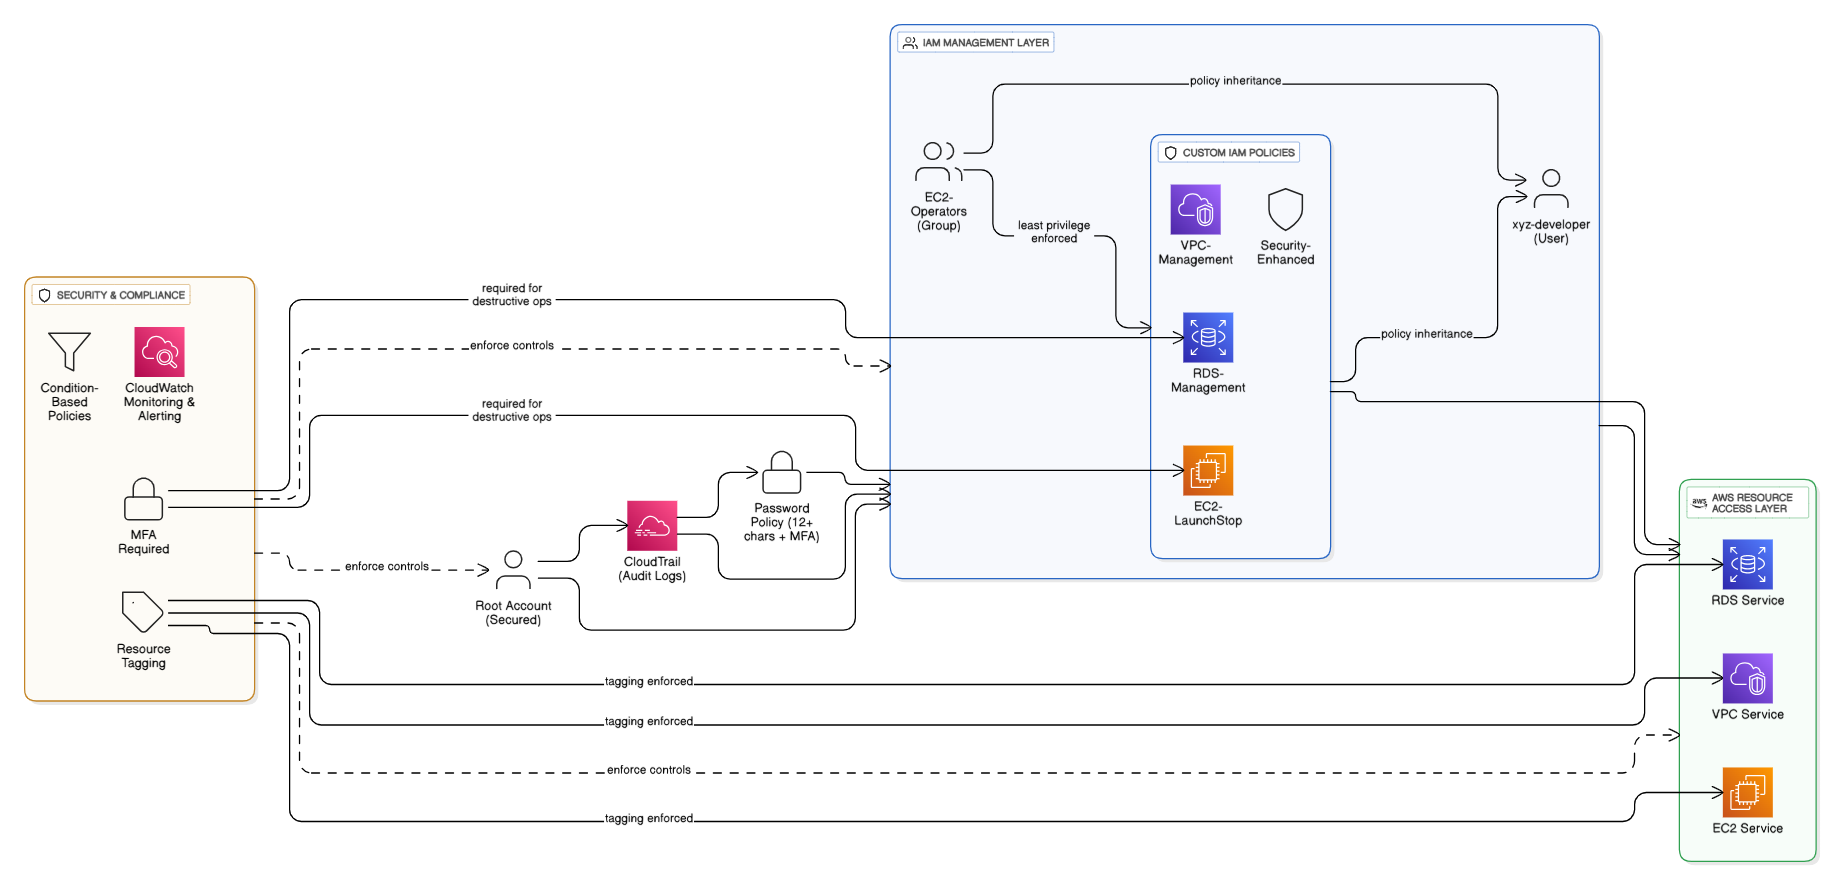 IAM MANAGEMENT LAYER
policy inheritance
CUSTOM IAM POLICIES
EC2-
Operators
(Group)
least privilege
enforced
VPC-
Management
Security-
Enhanced
xyz-developer
(User)
SECURITY & COMPLIANCE
required for
destructive ops
enforce controls
policy inheritance
Condition-
Based
Policies
CloudWatch
Monitoring &
Alerting
RDS-
Management
required for
destructive ops
MFA
Required
Password
Policy (12+
chars + MFA)
EC2-
LaunchStop
AWS RESOURCE
ACCESS LAYER
aws
enforce controls
CloudTrail
(Audit Logs)
Root Account
(Secured)
RDS Service
Resource
Tagging
tagging enforced
tagging enforced
VPC Service
enforce controls
tagging enforced
EC2 Service